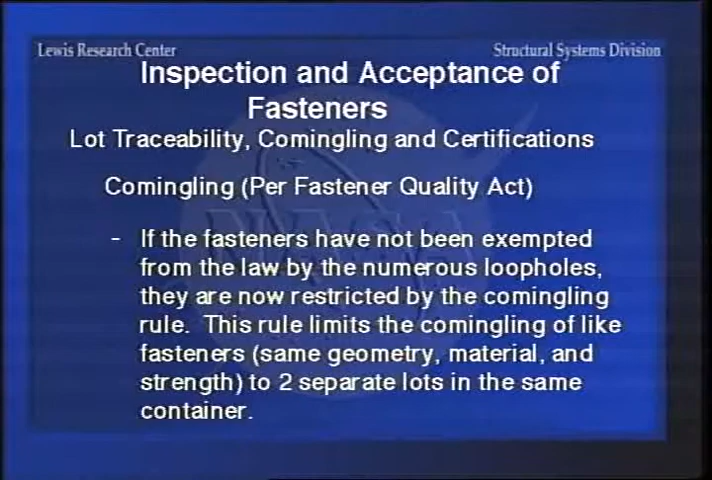 Lewis Research Center
Structural Systems Division
Inspection and Acceptance of
Fasteners
Lot Traceability, Comingling and Certifications
Comingling (Per Fastener Quality Act)
- If the fasteners have not been exempted
from the law by the numerous loopholes,
they are now restricted by the comingling
rule. This rule limits the comingling of like
fasteners (same geometry, material, and
strength) to 2 separate lots in the same
container.
NASA